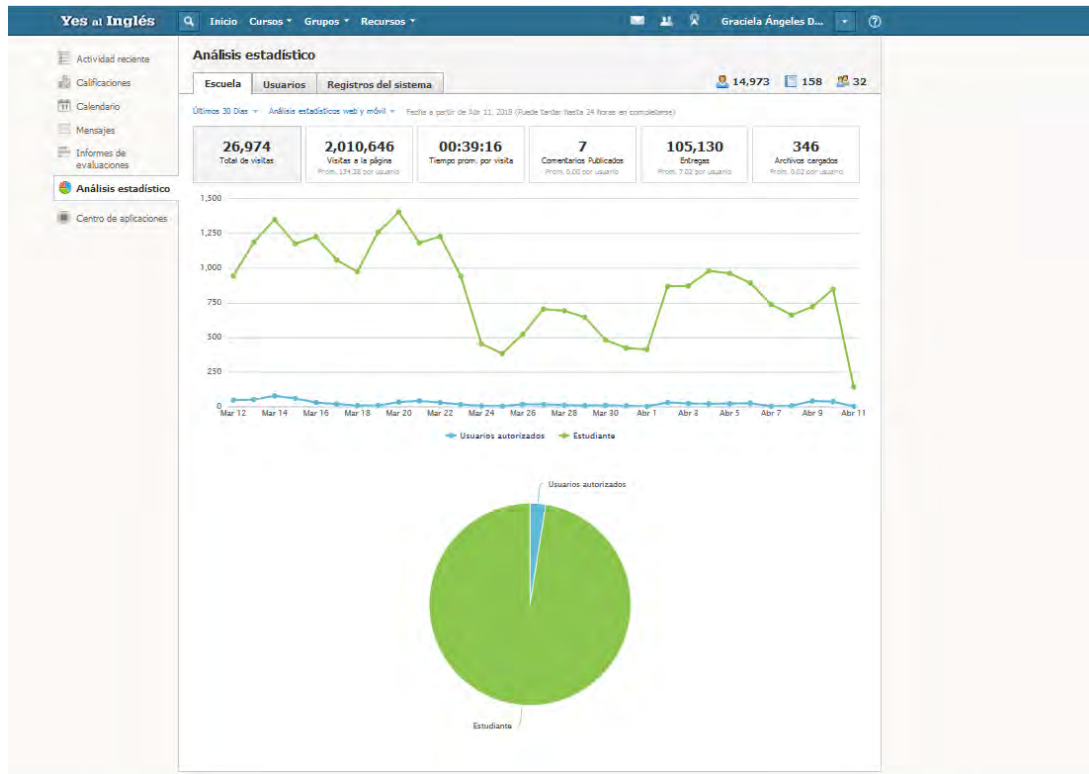 Yes al Inglés Inicio Cursos Grupos Recursos Graciela Ángeles D...
Actividad reciente
Calificaciones
Calendario
Mensajes
Informes de
evaluaciones
Análisis estadístico
Centro de aplicaciones
Análisis estadístico
Escuela Usuarios Registros del sistema 14,973 158 32
Últimos 30 Días Análisis estadísticos web y móvil Fecha a partir de Abr 11, 2019 (Puede tardar hasta 24 horas en completarse)
26,974
Total de visitas
2,010,646
Visitas a la página
Prom. 134.28 por usuario
00:39:16
Tiempo prom. por visita
7
Comentarios Publicados
Prom. 0.00 por usuario
105,130
Entregas
Prom. 7.02 por usuario
346
Archivos cargados
Prom. 0.02 por usuario
1,500
1,250
1,000
750
500
250
0
Mar 12 Mar 14 Mar 16 Mar 18 Mar 20 Mar 22 Mar 24 Mar 26 Mar 28 Mar 30 Abr 1 Abr 3 Abr 5 Abr 7 Abr 9 Abr 11
Usuarios autorizados Estudiante
Usuarios autorizados
Estudiante